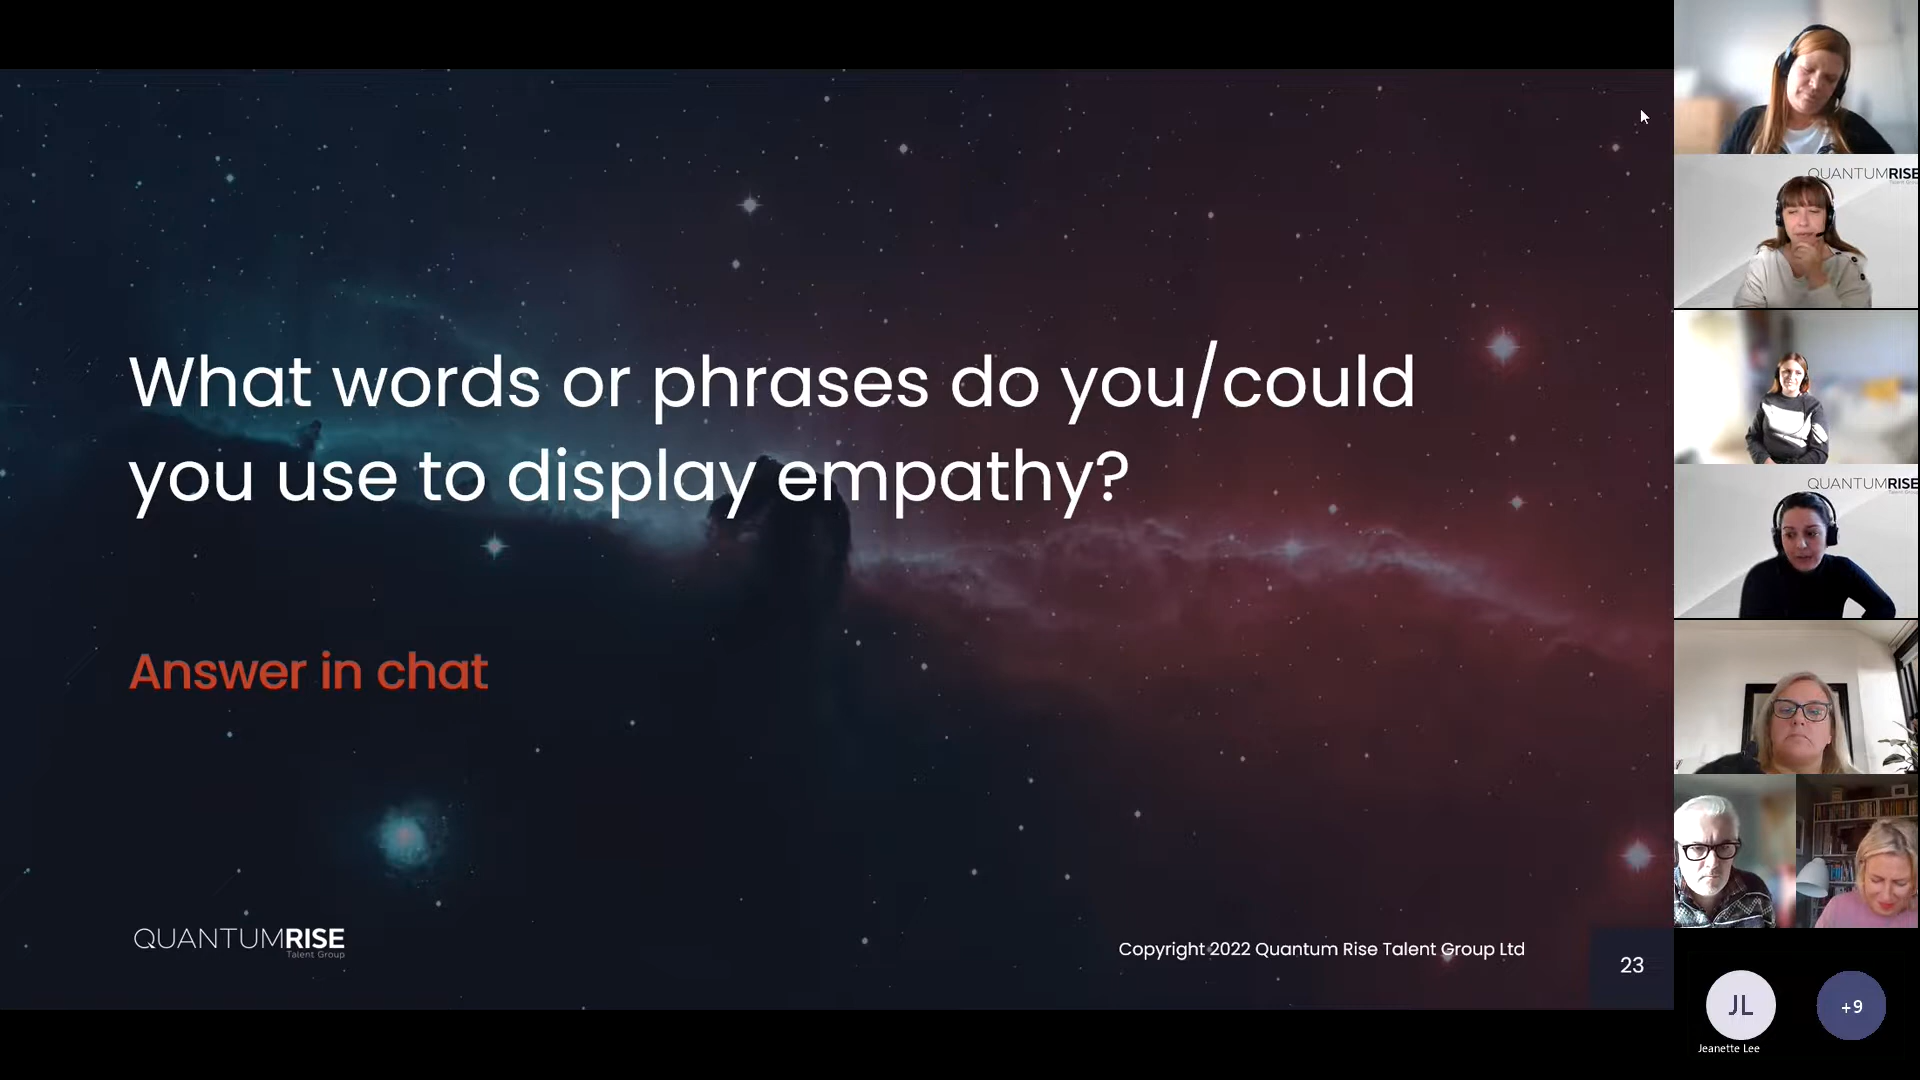 What words or phrases do you/could
you use to display empathy?
Answer in chat
QUANTUMRISE
Talent Group
Copyright 2022 Quantum Rise Talent Group Ltd
23
QUANTUMRISE
QUANTUMRISE
JL
+9
Jeanette Lee